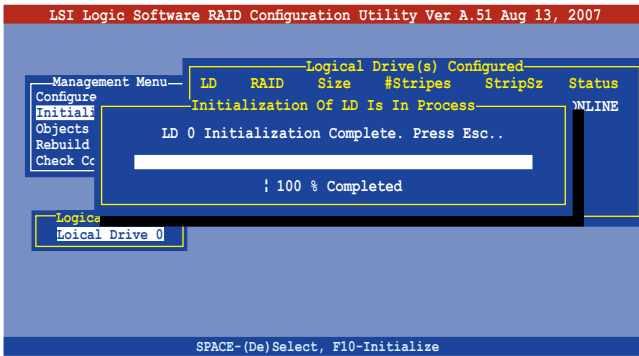 LSI Logic Software RAID Configuration Utility Ver A.51 Aug 13, 2007
Logical Drive(s) Configured
LD RAID Size #Stripes StripSz Status
ONLINE
Management Menu
Configure
Initiali
Objects
Rebuild
Check Co
Initialization Of LD Is In Process
LD 0 Initialization Complete. Press Esc..
¦ 100 % Completed
Logica
Loical Drive 0
SPACE-(De)Select, F10-Initialize